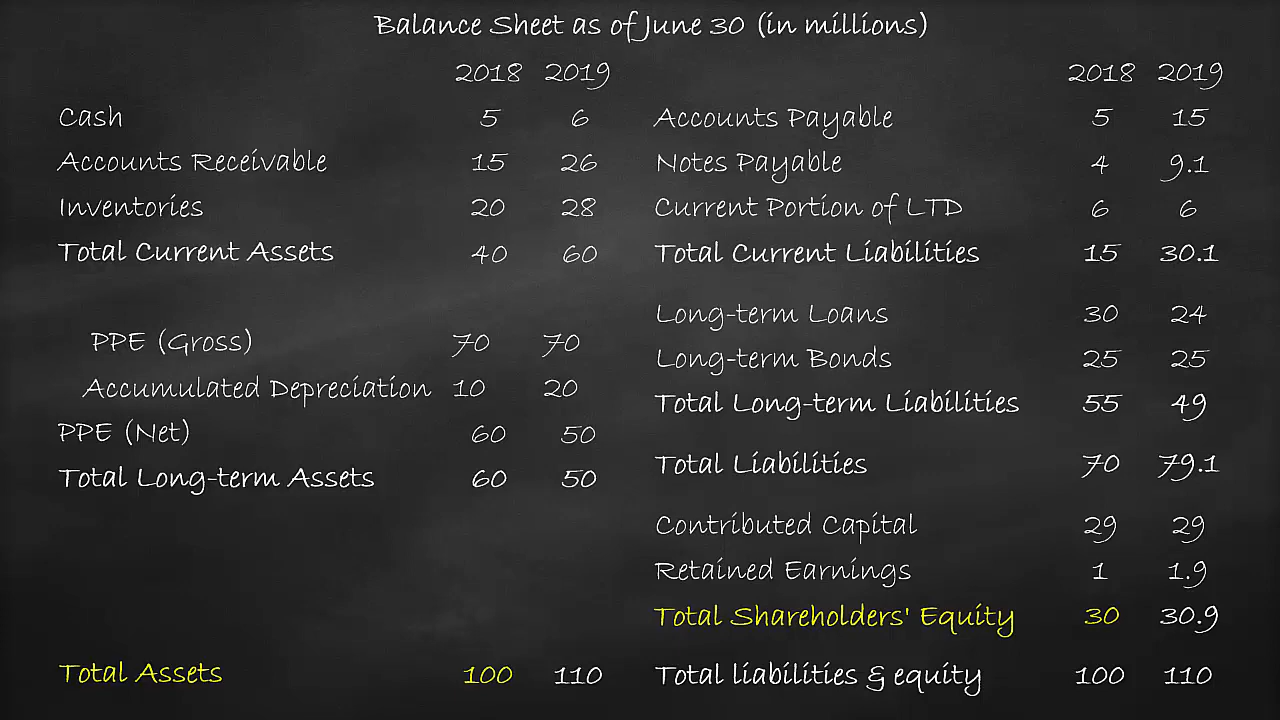 Balance Sheet as of June 30 (in millions)
2018 2019
Cash 5 6
Accounts Receivable 15 26
Inventories 20 28
Total Current Assets 40 60
PPE (Gross) 70 70
Accumulated Depreciation 10 20
PPE (Net) 60 50
Total Long-term Assets 60 50
Total Assets 100 110
2018 2019
Accounts Payable 5 15
Notes Payable 4 9.1
Current Portion of LTD 6 6
Total Current Liabilities 15 30.1
Long-term Loans 30 24
Long-term Bonds 25 25
Total Long-term Liabilities 55 49
Total Liabilities 70 79.1
Contributed Capital 29 29
Retained Earnings 1 1.9
Total Shareholders' Equity 30 30.9
Total liabilities & equity 100 110